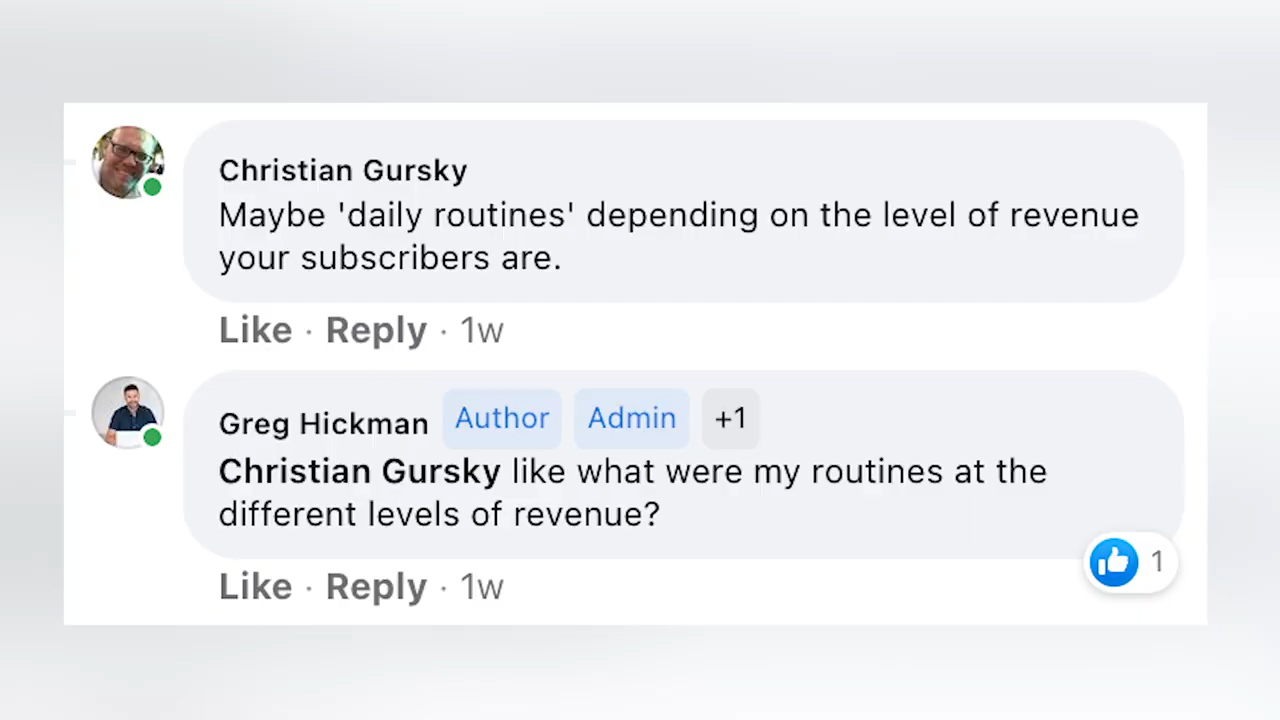 Christian Gursky
Maybe 'daily routines' depending on the level of revenue
your subscribers are.
Like · Reply · 1w
Greg Hickman Author Admin +1
Christian Gursky like what were my routines at the
different levels of revenue?
1
Like · Reply · 1w